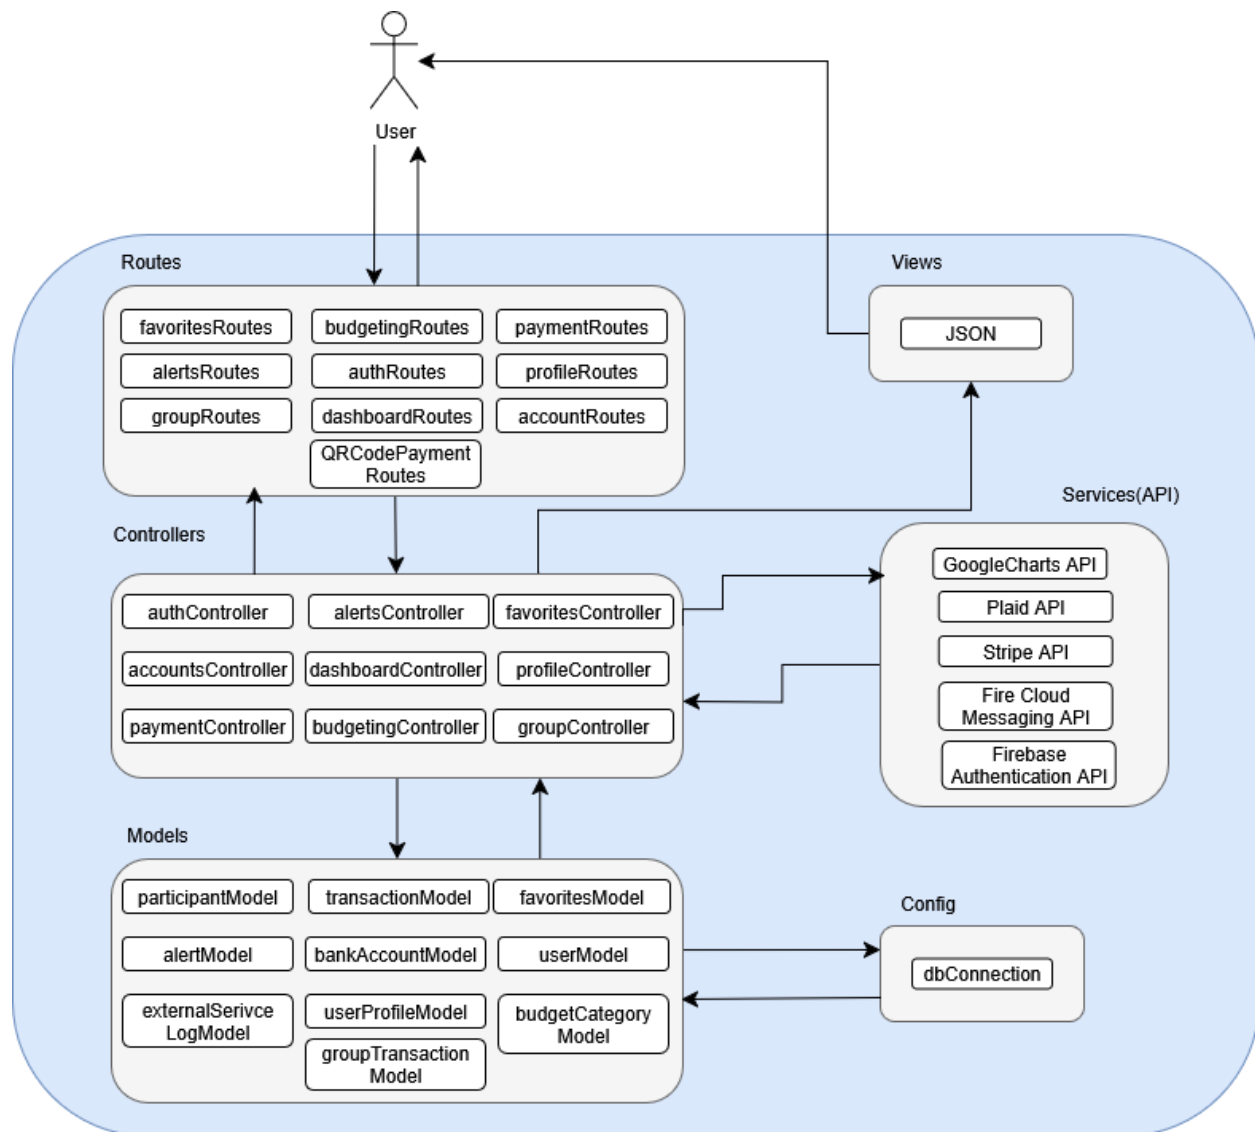 User
Routes
Views
favoritesRoutes
budgetingRoutes
paymentRoutes
JSON
alertsRoutes
authRoutes
profileRoutes
groupRoutes
dashboardRoutes
accountRoutes
QRCodePayment
Routes
Services(API)
Controllers
GoogleCharts API
authController
alertsController
favoritesController
Plaid API
accountsController
dashboardController
profileController
Stripe API
Fire Cloud
Messaging API
paymentController
budgetingController
groupController
Firebase
Authentication API
Models
participantModel
transactionModel
favoritesModel
Config
alertModel
bankAccountModel
userModel
dbConnection
externalSerivce
LogModel
userProfileModel
budgetCategory
Model
groupTransaction
Model